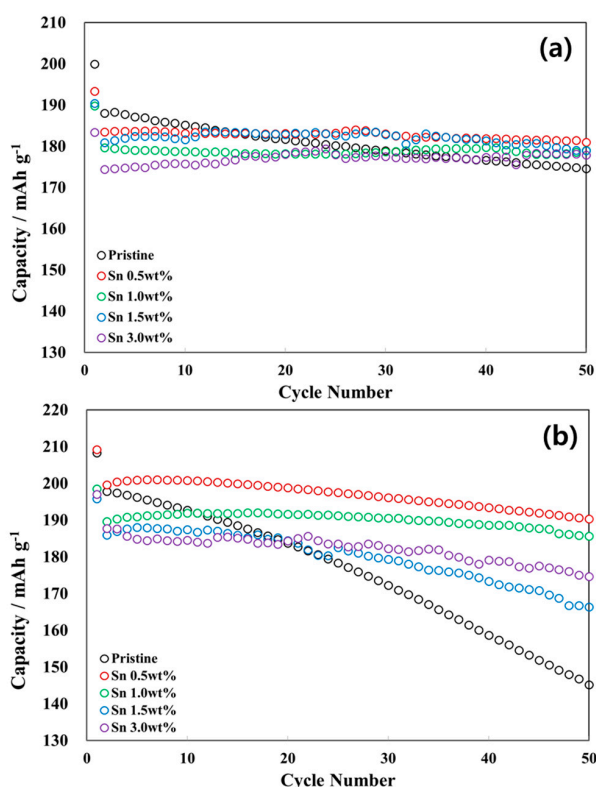 (a)
Capacity / mAh g⁻¹
210
200
190
180
170
160
150
140
130
Pristine
Sn 0.5wt%
Sn 1.0wt%
Sn 1.5wt%
Sn 3.0wt%
0 10 20 30 40 50
Cycle Number
(b)
Capacity / mAh g⁻¹
220
210
200
190
180
170
160
150
140
130
Pristine
Sn 0.5wt%
Sn 1.0wt%
Sn 1.5wt%
Sn 3.0wt%
0 10 20 30 40 50
Cycle Number